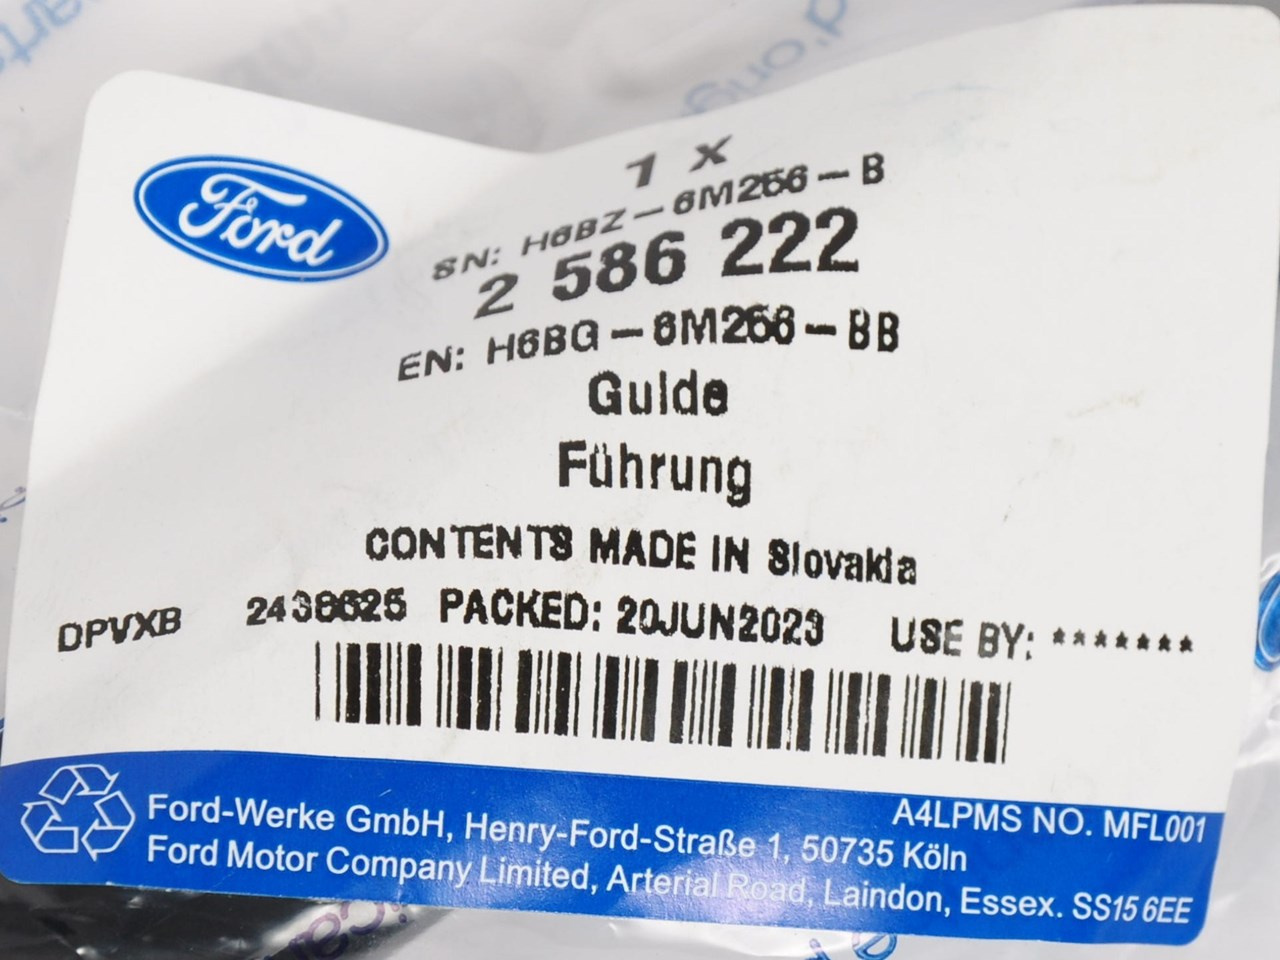 Ford
1 X
SN: H6BZ-6M256-B
2 586 222
EN: H6BG-6M256-BB
Guide
Führung
CONTENTS MADE IN Slovakia
DPVXB 2438625 PACKED: 20JUN2023 USE BY: *******
A4LPMS NO. MFL001
Ford-Werke GmbH, Henry-Ford-Straße 1, 50735 Köln
Ford Motor Company Limited, Arterial Road, Laindon, Essex. SS15 6EE